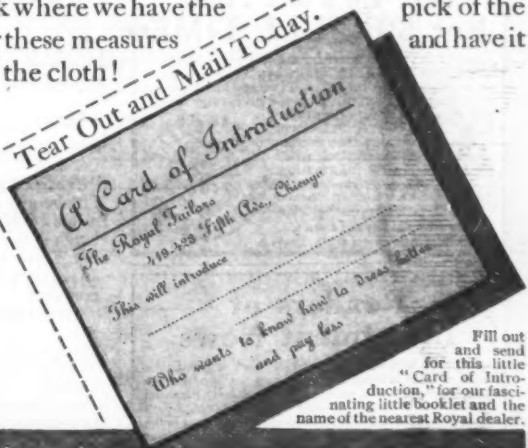 k where we have the
pick of the
these measures
and have it
the cloth!
Tear Out and Mail To-day.
A Card of Introduction
The Royal Tailors
418-423 Fifth Ave., Chicago
This will introduce
Who wants to know how to dress better
and pay less
Fill out
and send
for this little
"Card of Intro-
duction," for our fasci-
nating little booklet and the
name of the nearest Royal dealer.